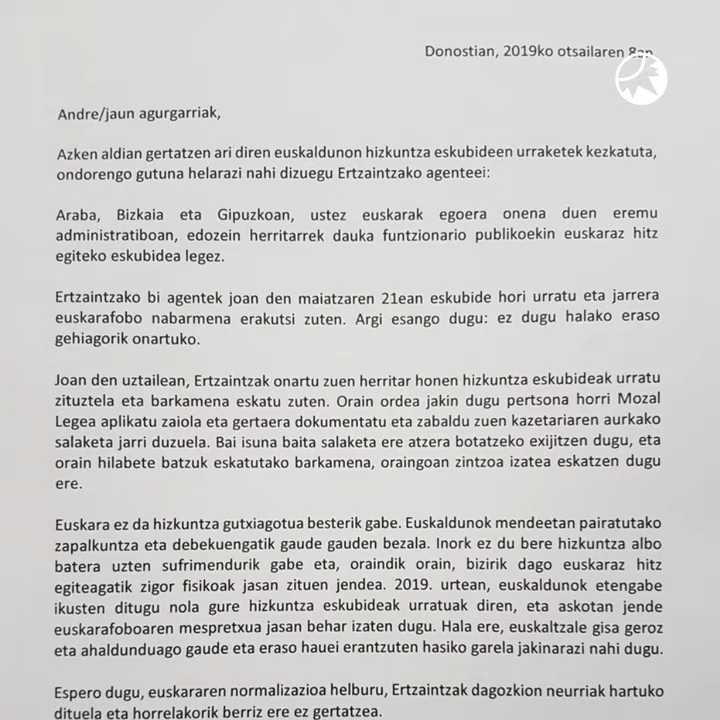 Donostian, 2019ko otsailaren 8an
Andre/jaun agurgarriak,
Azken aldian gertatzen ari diren euskaldunon hizkuntza eskubideen urraketek kezkatuta,
ondorengo gutuna helarazi nahi dizuegu Ertzaintzako agenteei:
Araba, Bizkaia eta Gipuzkoan, ustez euskarak egoera onena duen eremu
administratiboan, edozein herritarrek dauka funtzionario publikoekin euskaraz hitz
egiteko eskubidea legez.
Ertzaintzako bi agentek joan den maiatzaren 21ean eskubide hori urratu eta jarrera
euskarafobo nabarmena erakutsi zuten. Argi esango dugu: ez dugu halako eraso
gehiagorik onartuko.
Joan den uztailean, Ertzaintzak onartu zuen herritar honen hizkuntza eskubideak urratu
zituztela eta barkamena eskatu zuten. Orain ordea jakin dugu pertsona horri Mozal
Legea aplikatu zaiola eta gertaera dokumentatu eta zabaldu zuen kazetariaren aurkako
salaketa jarri duzuela. Bai isuna baita salaketa ere atzera botatzeko exijitzen dugu, eta
orain hilabete batzuk eskatutako barkamena, oraingoan zintzoa izatea eskatzen dugu
ere.
Euskara ez da hizkuntza gutxiagotua besterik gabe. Euskaldunok mendeetan pairatutako
zapalkuntza eta debekuengatik gaude gauden bezala. Inork ez du bere hizkuntza albo
batera uzten sufrimendurik gabe eta, oraindik orain, bizirik dago euskaraz hitz
egiteagatik zigor fisikoak jasan zituen jendea. 2019. urtean, euskaldunok etengabe
ikusten ditugu nola gure hizkuntza eskubideak urratuak diren, eta askotan jende
euskarafoboaren mespretxua jasan behar izaten dugu. Hala ere, euskaltzale gisa geroz
eta ahaldunduago gaude eta eraso hauei erantzuten hasiko garela jakinarazi nahi dugu.
Espero dugu, euskararen normalizazioa helburu, Ertzaintzak dagozkion neurriak hartuko
dituela eta horrelakorik berriz ere ez gertatzea.